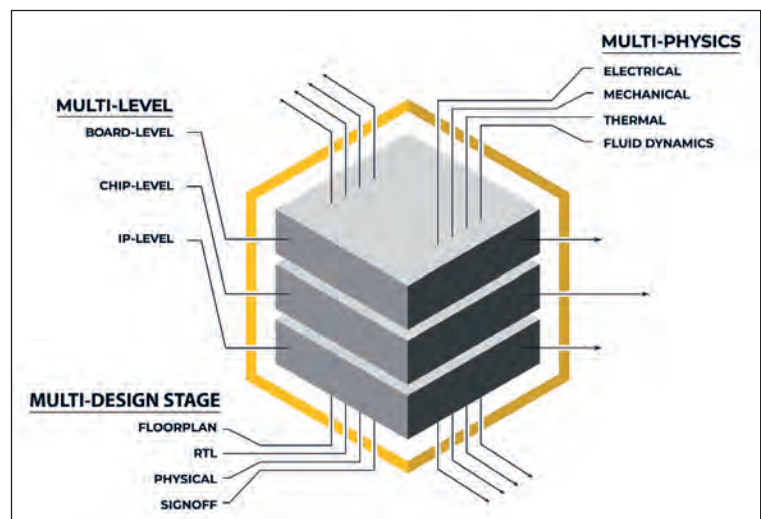 MULTI-PHYSICS
ELECTRICAL
MECHANICAL
THERMAL
FLUID DYNAMICS
MULTI-LEVEL
BOARD-LEVEL
CHIP-LEVEL
IP-LEVEL
MULTI-DESIGN STAGE
FLOORPLAN
RTL
PHYSICAL
SIGNOFF